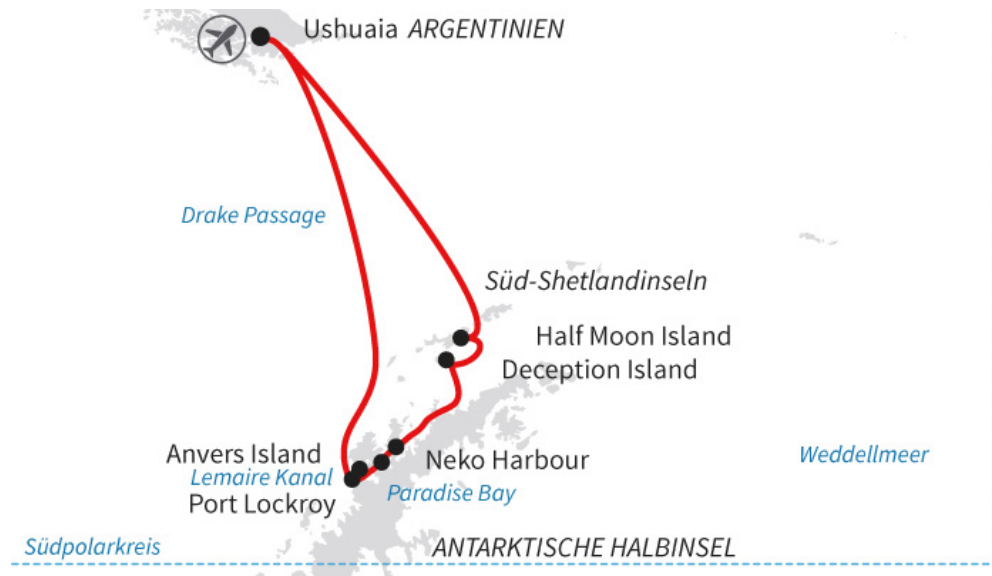 Ushuaia ARGENTINIEN
Drake Passage
Süd-Shetlandinseln
Half Moon Island
Deception Island
Anvers Island
Neko Harbour
Weddellmeer
Lemaire Kanal
Paradise Bay
Port Lockroy
Südpolarkreis
ANTARKTISCHE HALBINSEL